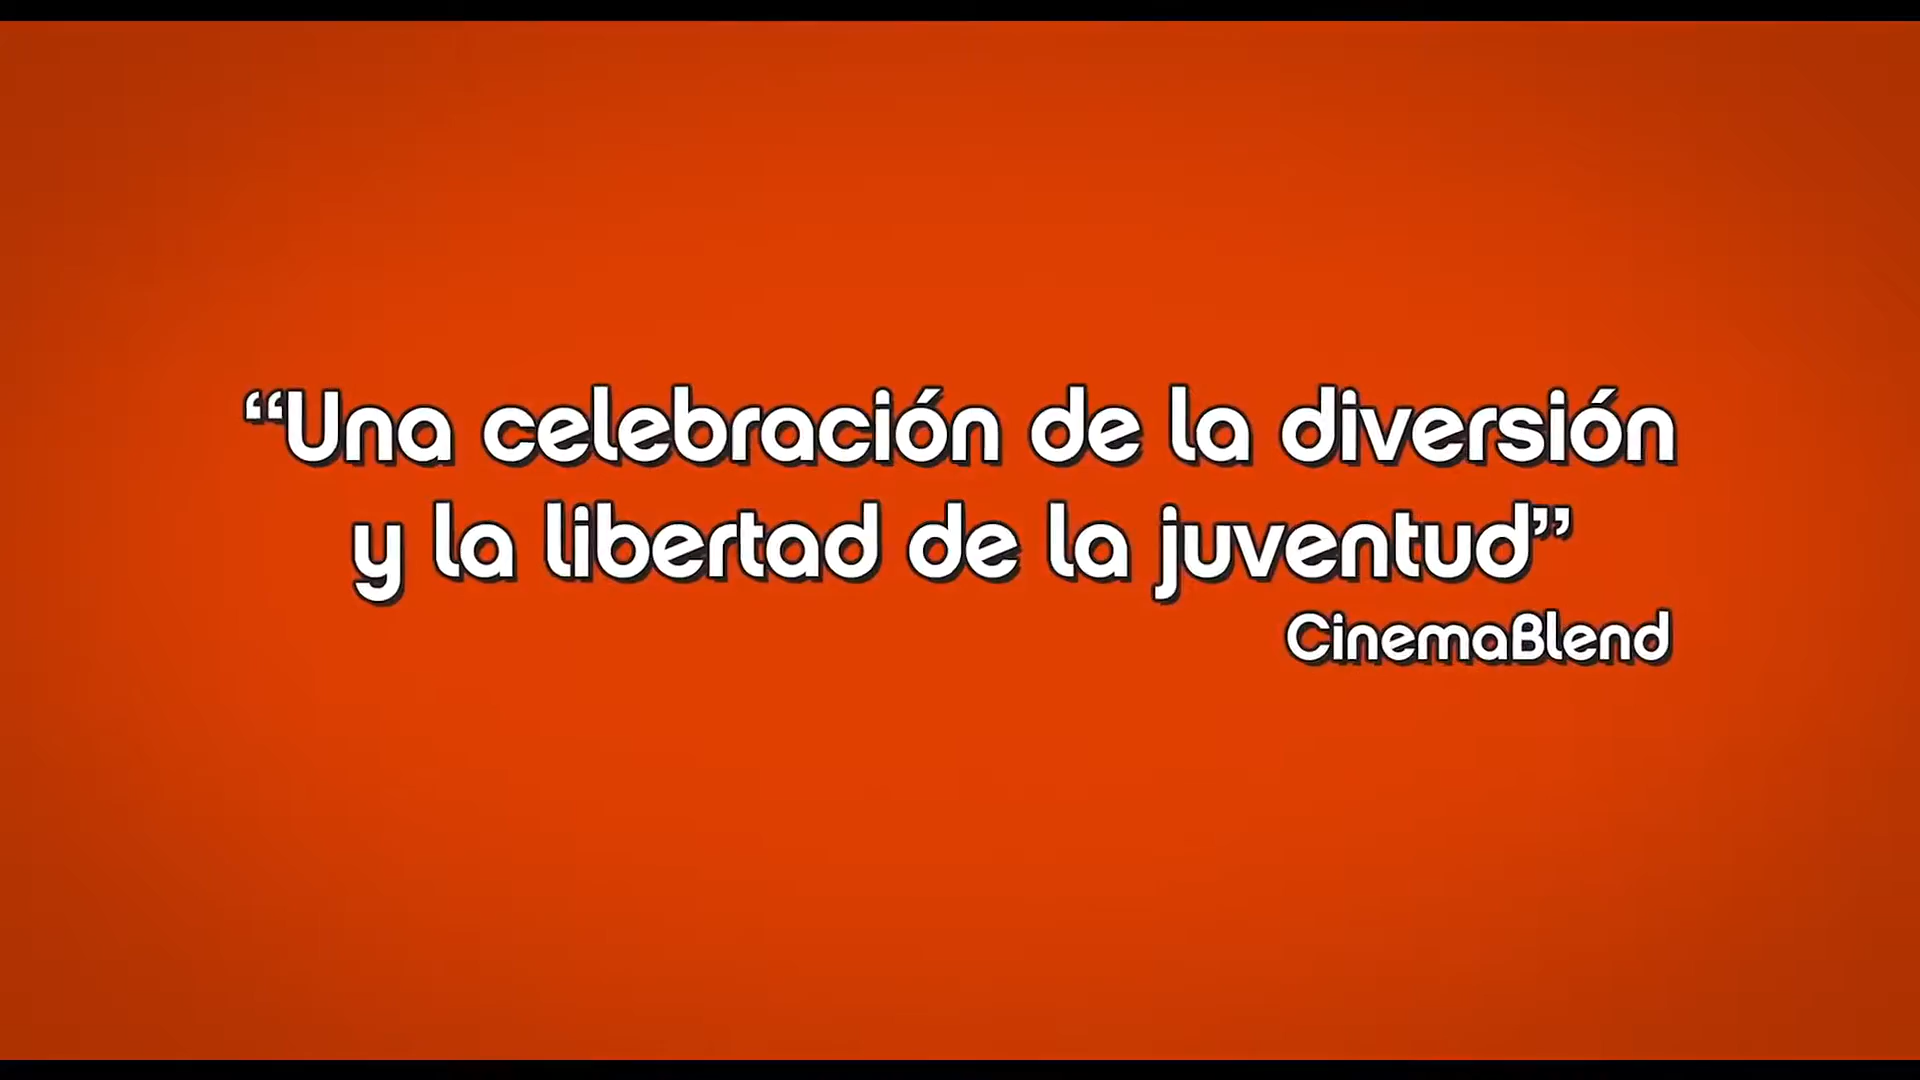 “Una celebración de la diversión
y la libertad de la juventud”
CinemaBlend